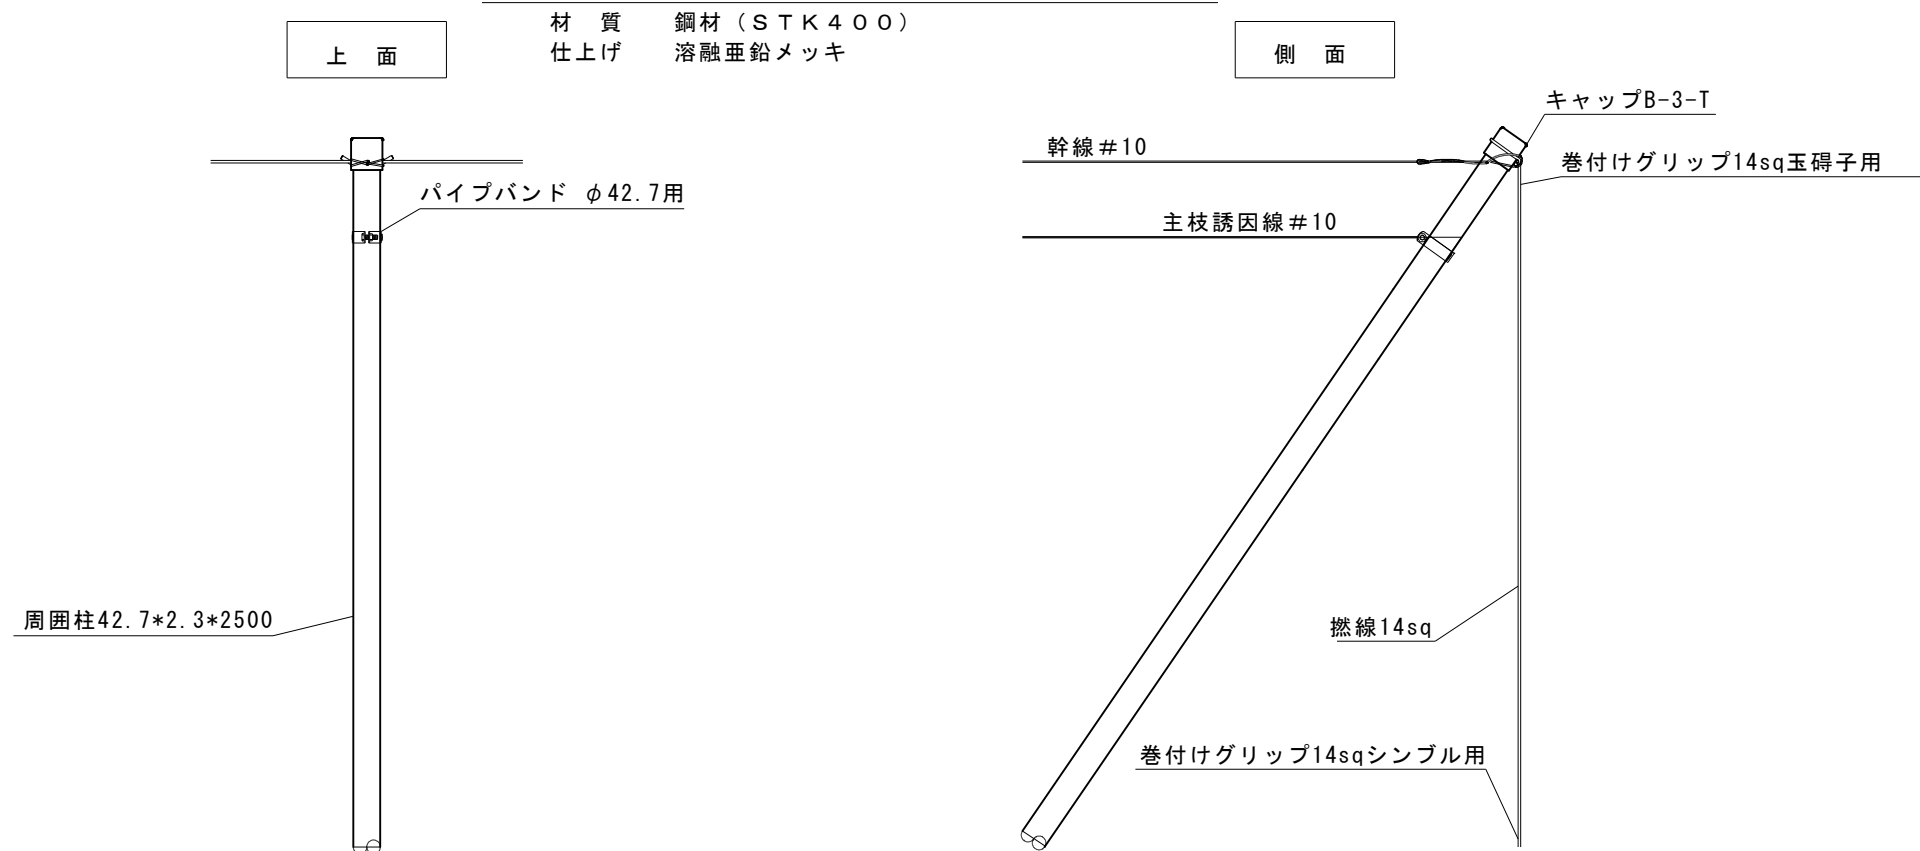 材　質　　鋼材（ＳＴＫ４００）
仕上げ　　溶融亜鉛メッキ
上　面
側　面
キャップB-3-T
幹線＃10
巻付けグリップ14sq玉碍子用
パイプバンド　φ42.7用
主枝誘因線＃10
周囲柱42.7*2.3*2500
撚線14sq
巻付けグリップ14sqシンブル用